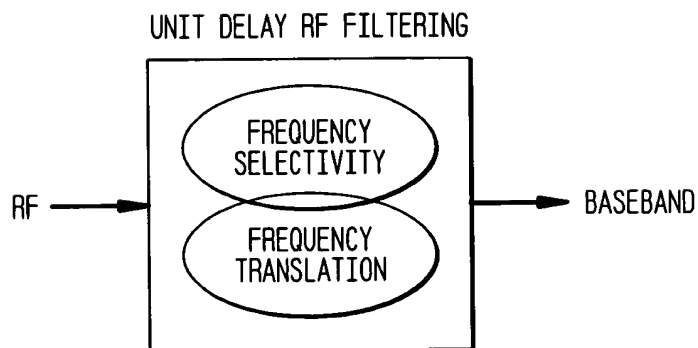 UNIT DELAY RF FILTERING
FREQUENCY
SELECTIVITY
RF
BASEBAND
FREQUENCY
TRANSLATION